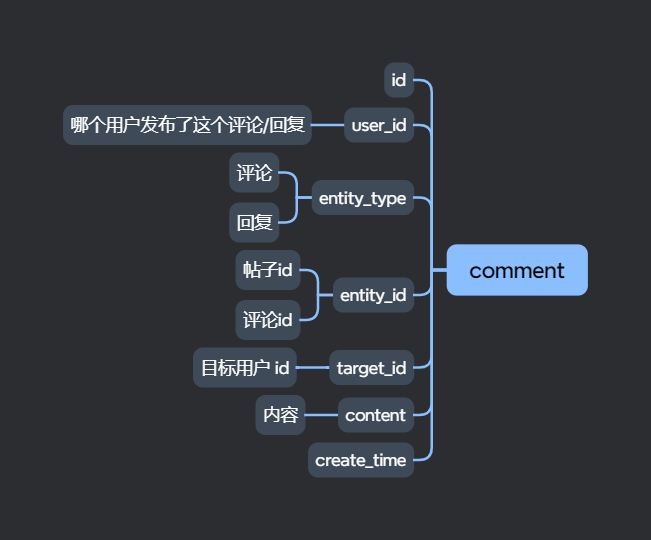 id
哪个用户发布了这个评论/回复
user_id
评论
entity_type
回复
帖子id
entity_id
评论id
comment
目标用户 id
target_id
内容
content
create_time